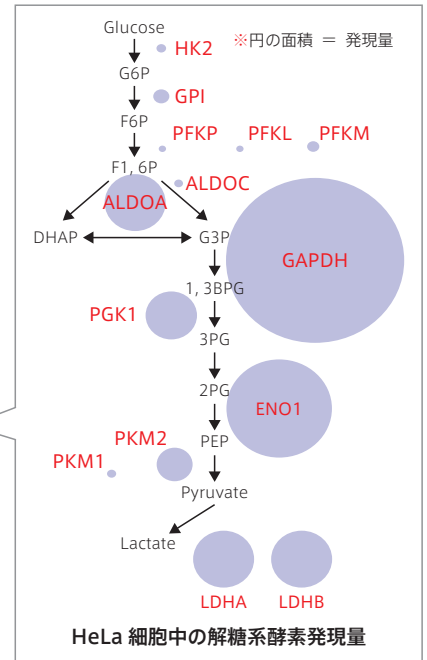 Glucose
※円の面積 = 発現量
HK2
G6P
GPI
F6P
PFKP PFKL PFKM
F1, 6P
ALDOC
ALDOA
DHAP
G3P
GAPDH
1, 3BPG
PGK1
3PG
2PG
ENO1
PKM2
PEP
PKM1
Pyruvate
Lactate
LDHA LDHB
HeLa 細胞中の解糖系酵素発現量